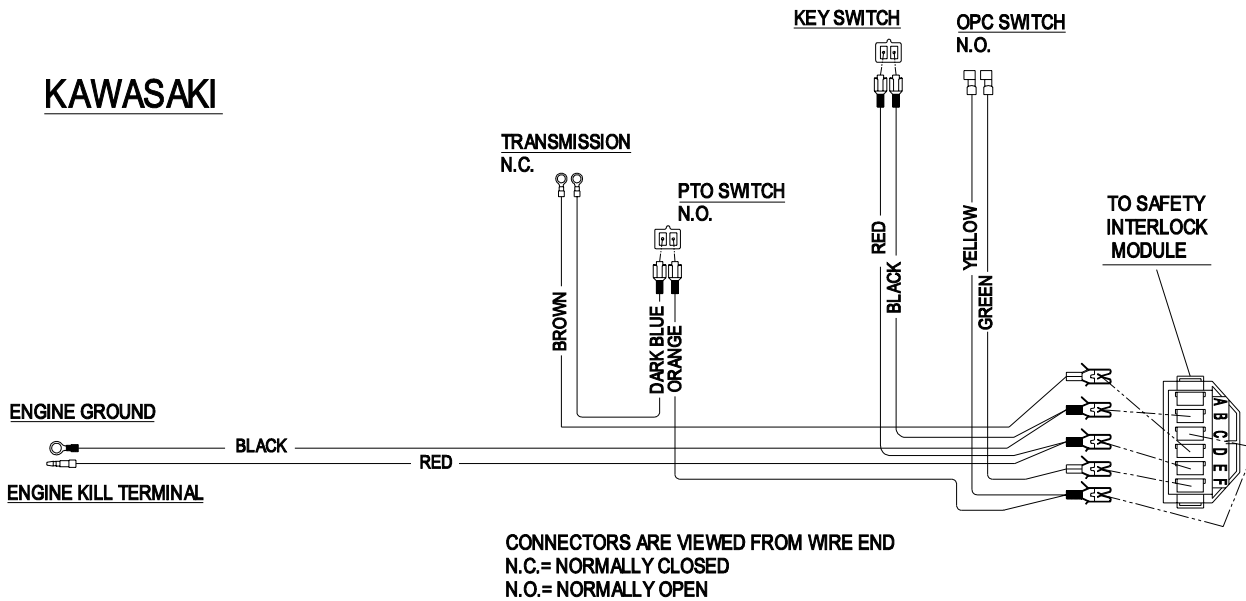 KEY SWITCH
OPC SWITCH
N.O.
KAWASAKI
TRANSMISSION
N.C.
PTO SWITCH
N.O.
TO SAFETY
INTERLOCK
MODULE
RED
BLACK
YELLOW
GREEN
BROWN
DARK BLUE
ORANGE
ENGINE GROUND
BLACK
RED
ENGINE KILL TERMINAL
A
B
C
D
E
F
CONNECTORS ARE VIEWED FROM WIRE END
N.C.= NORMALLY CLOSED
N.O.= NORMALLY OPEN